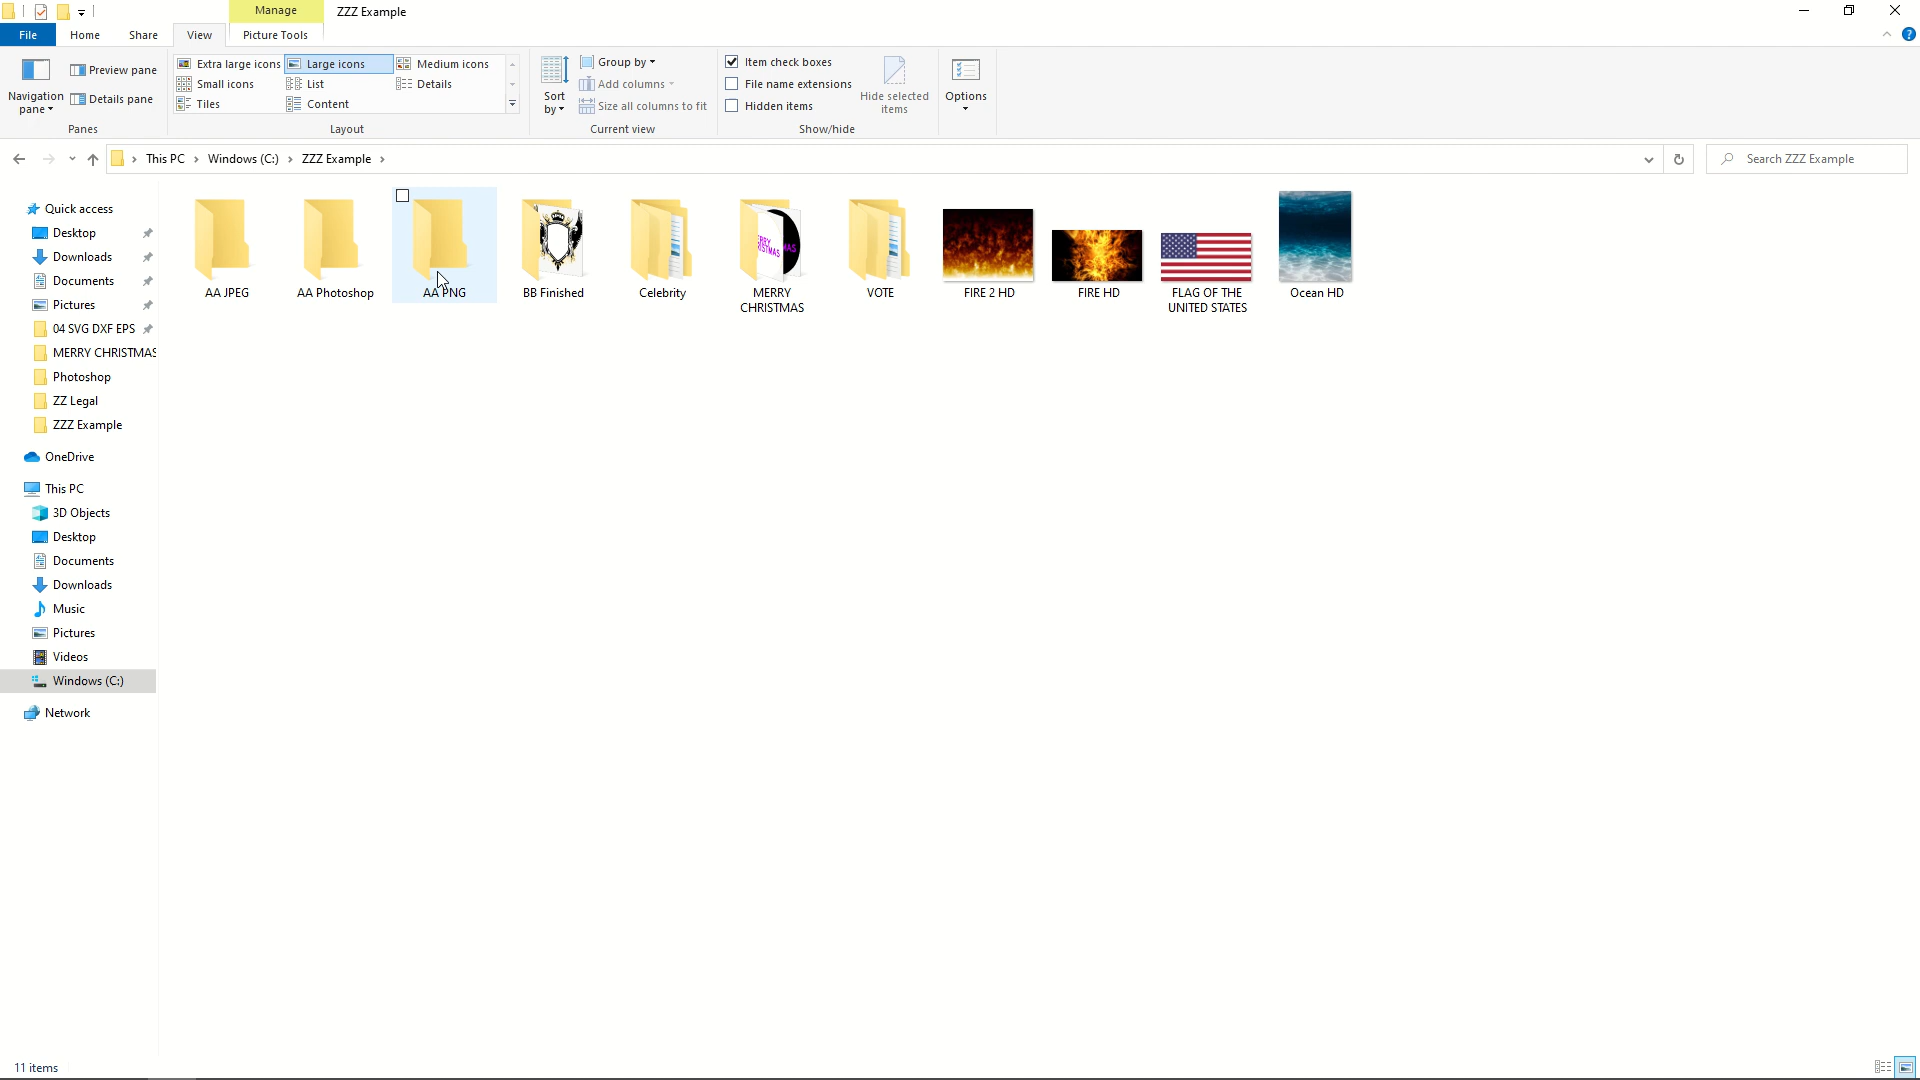 Manage
ZZZ Example
File
Home
Share
View
Picture Tools
Navigation
pane
Preview pane
Details pane
Panes
Extra large icons
Large icons
Medium icons
Small icons
List
Details
Tiles
Content
Layout
Sort
by
Group by
Add columns
Size all columns to fit
Current view
Item check boxes
File name extensions
Hidden items
Hide selected
items
Show/hide
Options
This PC
Windows (C:)
ZZZ Example
Search ZZZ Example
Quick access
Desktop
Downloads
Documents
Pictures
04 SVG DXF EPS
MERRY CHRISTMAS
Photoshop
ZZ Legal
ZZZ Example
OneDrive
This PC
3D Objects
Desktop
Documents
Downloads
Music
Pictures
Videos
Windows (C:)
Network
AA JPEG
AA Photoshop
AA PNG
BB Finished
Celebrity
MERRY
CHRISTMAS
VOTE
FIRE 2 HD
FIRE HD
FLAG OF THE
UNITED STATES
Ocean HD
11 items